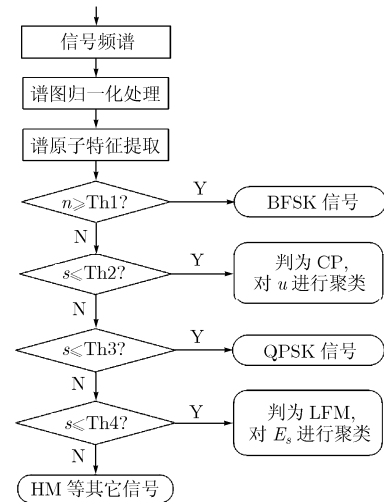 信号频谱
谱图归一化处理
谱原子特征提取
n⩾Th1?
Y
BFSK 信号
N
s⩽Th2?
Y
判为 CP,
对 u 进行聚类
N
s⩽Th3?
Y
QPSK 信号
N
s⩽Th4?
Y
判为 LFM,
对 Eₛ 进行聚类
N
HM 等其它信号